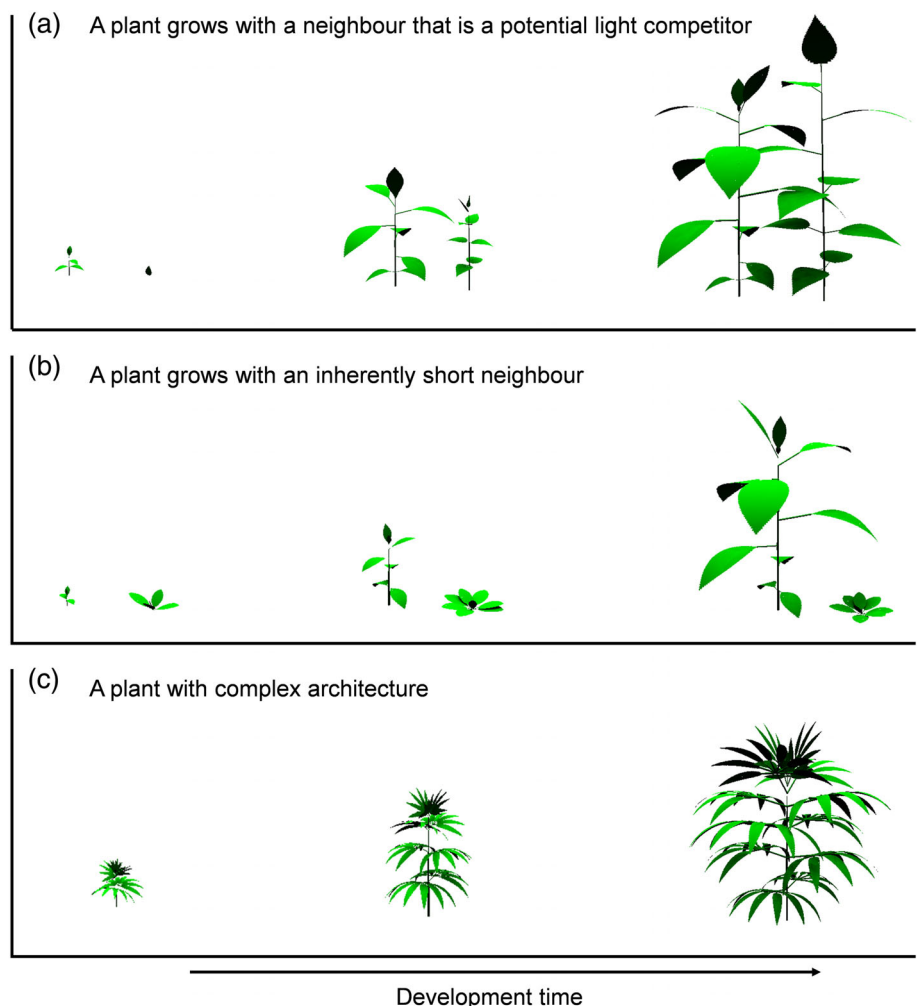 (a) A plant grows with a neighbour that is a potential light competitor
(b) A plant grows with an inherently short neighbour
(c) A plant with complex architecture
Development time